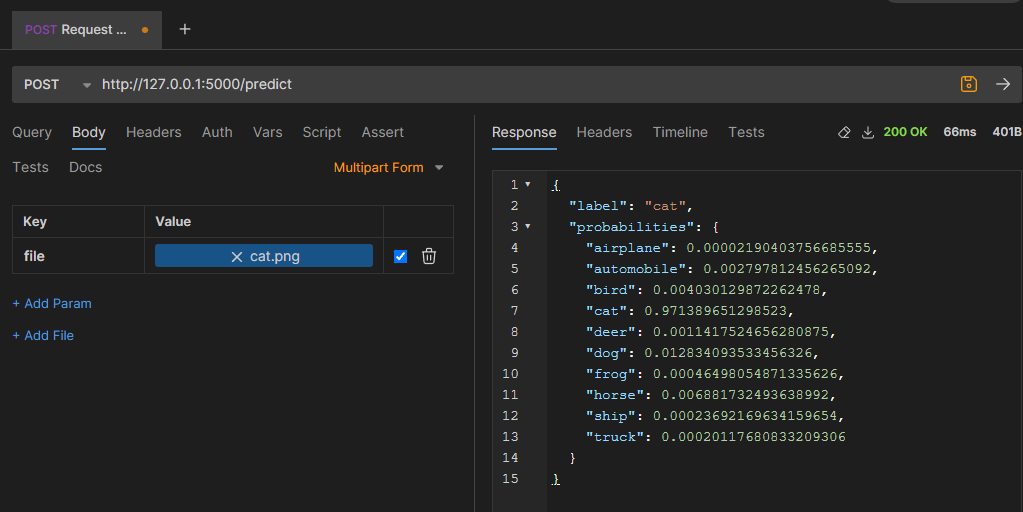 POST Request ...
+
POST http://127.0.0.1:5000/predict
Query Body Headers Auth Vars Script Assert
Tests Docs Multipart Form
Key Value
file cat.png
+ Add Param
+ Add File
Response Headers Timeline Tests 200 OK 66ms 401B
1 {
2 "label": "cat",
3 "probabilities": {
4 "airplane": 0.00002190403756685555,
5 "automobile": 0.002797812456265092,
6 "bird": 0.004030129872262478,
7 "cat": 0.971389651298523,
8 "deer": 0.0011417524656280875,
9 "dog": 0.012834093533456326,
10 "frog": 0.00046498054871335626,
11 "horse": 0.006881732493638992,
12 "ship": 0.00023692169634159654,
13 "truck": 0.00020117680833209306
14 }
15 }